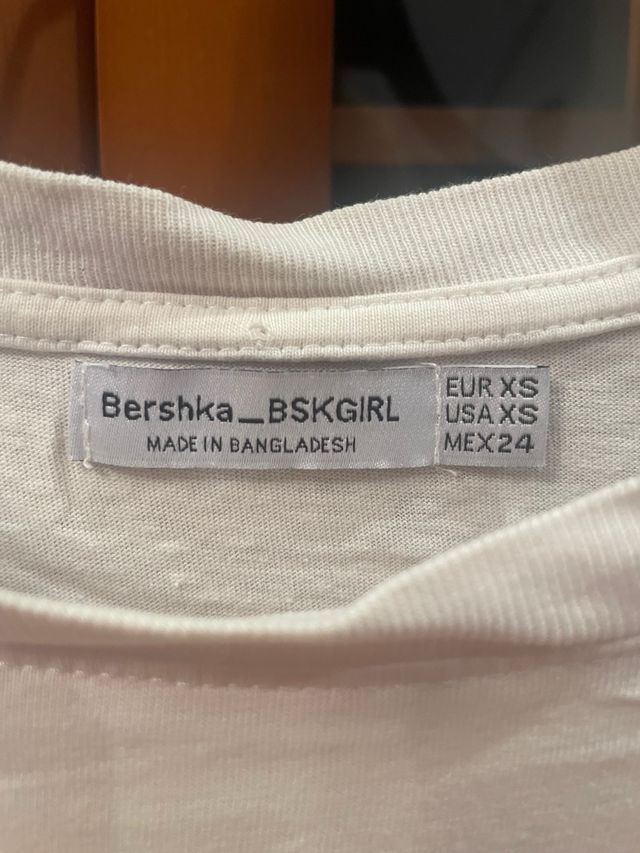 Bershka_BSKGIRL
MADE IN BANGLADESH
EUR XS
USA XS
MEX 24